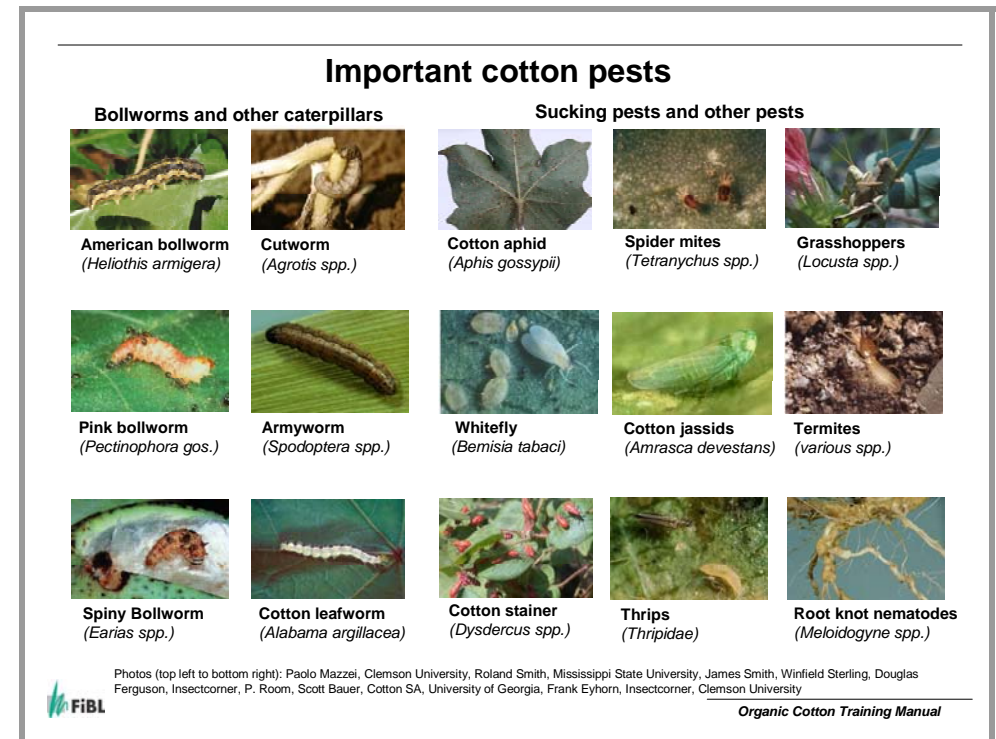 Important cotton pests
Bollworms and other caterpillars
Sucking pests and other pests
American bollworm
(Heliothis armigera)
Cutworm
(Agrotis spp.)
Cotton aphid
(Aphis gossypii)
Spider mites
(Tetranychus spp.)
Grasshoppers
(Locusta spp.)
Pink bollworm
(Pectinophora gos.)
Armyworm
(Spodoptera spp.)
Whitefly
(Bemisia tabaci)
Cotton jassids
(Amrasca devestans)
Termites
(various spp.)
Spiny Bollworm
(Earias spp.)
Cotton leafworm
(Alabama argillacea)
Cotton stainer
(Dysdercus spp.)
Thrips
(Thripidae)
Root knot nematodes
(Meloidogyne spp.)
Photos (top left to bottom right): Paolo Mazzei, Clemson University, Roland Smith, Mississippi State University, James Smith, Winfield Sterling, Douglas
Ferguson, Insectcorner, P. Room, Scott Bauer, Cotton SA, University of Georgia, Frank Eyhorn, Insectcorner, Clemson University
FiBL
Organic Cotton Training Manual